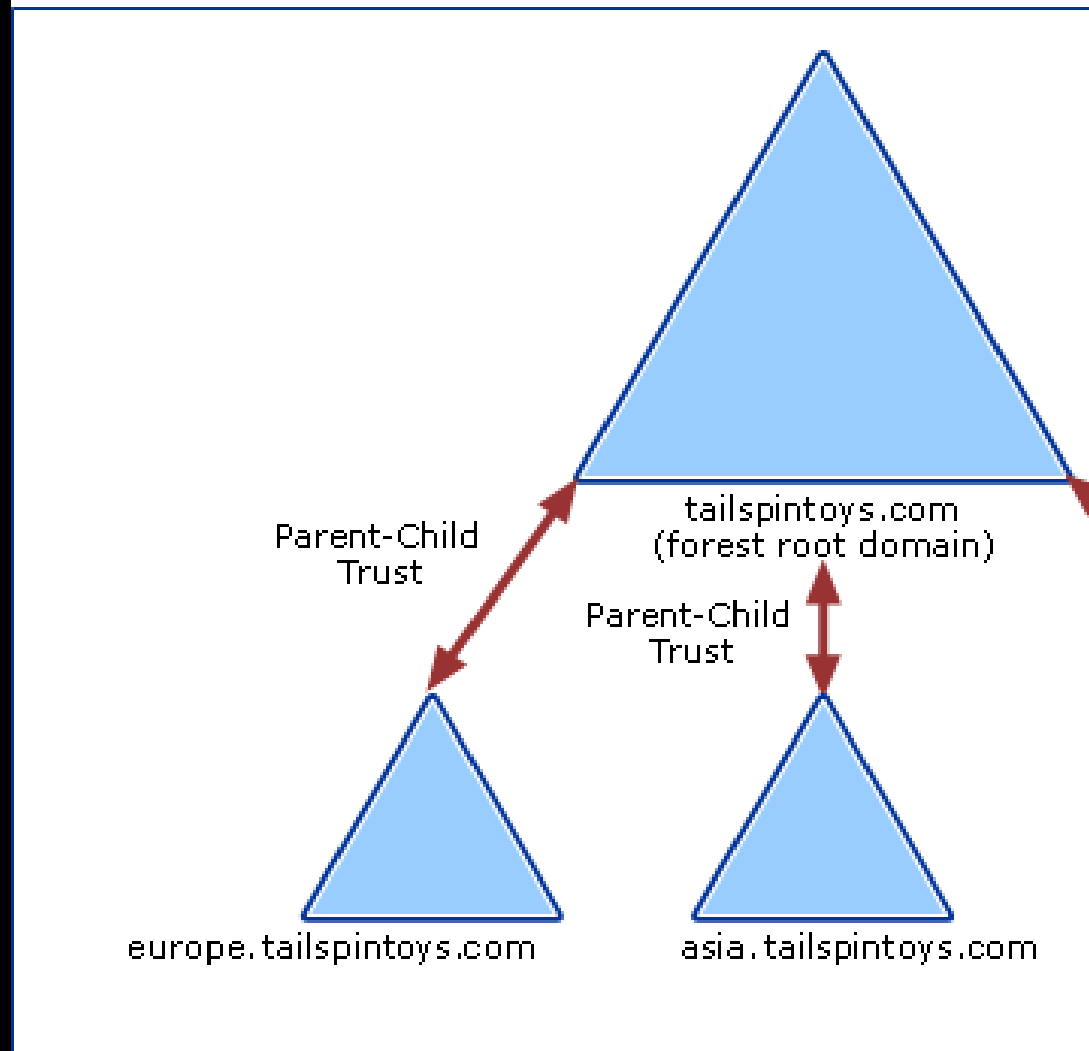 tailspintoys.com
(forest root domain)
Parent-Child
Trust
Parent-Child
Trust
europe.tailspintoys.com
asia.tailspintoys.com